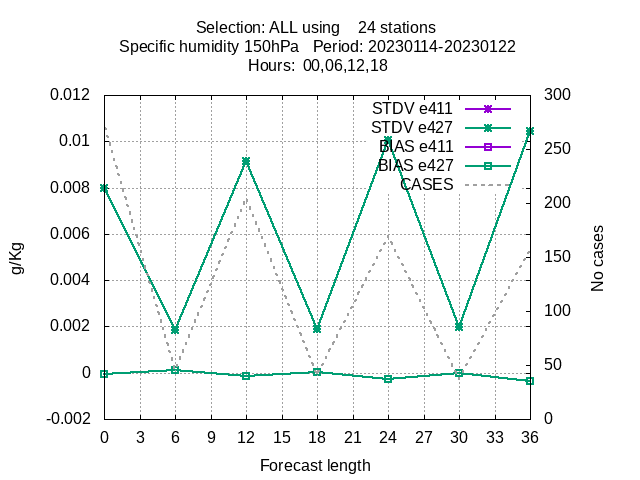 Selection: ALL using    24 stations
Specific humidity 150hPa   Period: 20230114-20230122
Hours:  00,06,12,18
0.012
0.01
0.008
0.006
0.004
0.002
0
-0.002
g/Kg
STDV e411
STDV e427
BIAS e411
BIAS e427
CASES
300
250
200
150
100
50
0
No cases
0 3 6 9 12 15 18 21 24 27 30 33 36
Forecast length